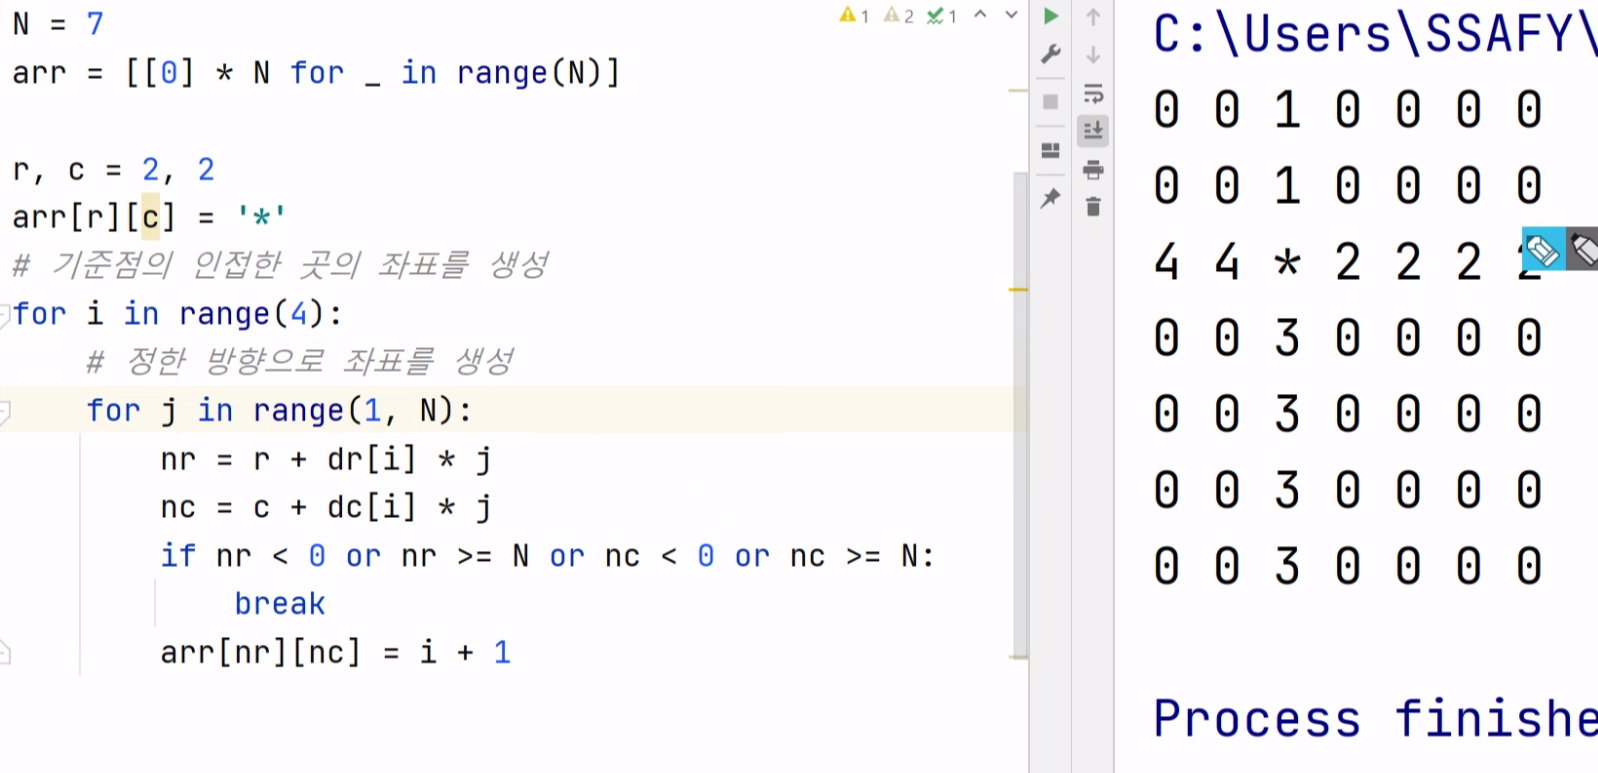 N = 7
arr = [[0] * N for _ in range(N)]
r, c = 2, 2
arr[r][c] = '*'
# 기준점의 인접한 곳의 좌표를 생성
for i in range(4):
# 정한 방향으로 좌표를 생성
for j in range(1, N):
nr = r + dr[i] * j
nc = c + dc[i] * j
if nr < 0 or nr >= N or nc < 0 or nc >= N:
break
arr[nr][nc] = i + 1
1 2 1
C:\Users\SSAFY\
0 0 1 0 0 0 0
0 0 1 0 0 0 0
4 4 * 2 2 2 2
0 0 3 0 0 0 0
0 0 3 0 0 0 0
0 0 3 0 0 0 0
0 0 3 0 0 0 0
Process finishe